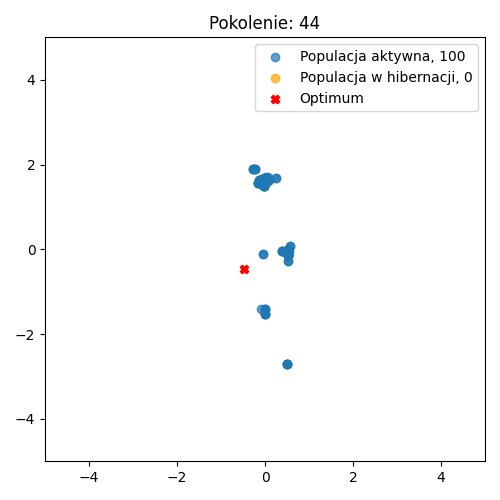 Pokolenie: 44
Populacja aktywna, 100
Populacja w hibernacji, 0
Optimum
4
2
0
−2
−4
−4 −2 0 2 4